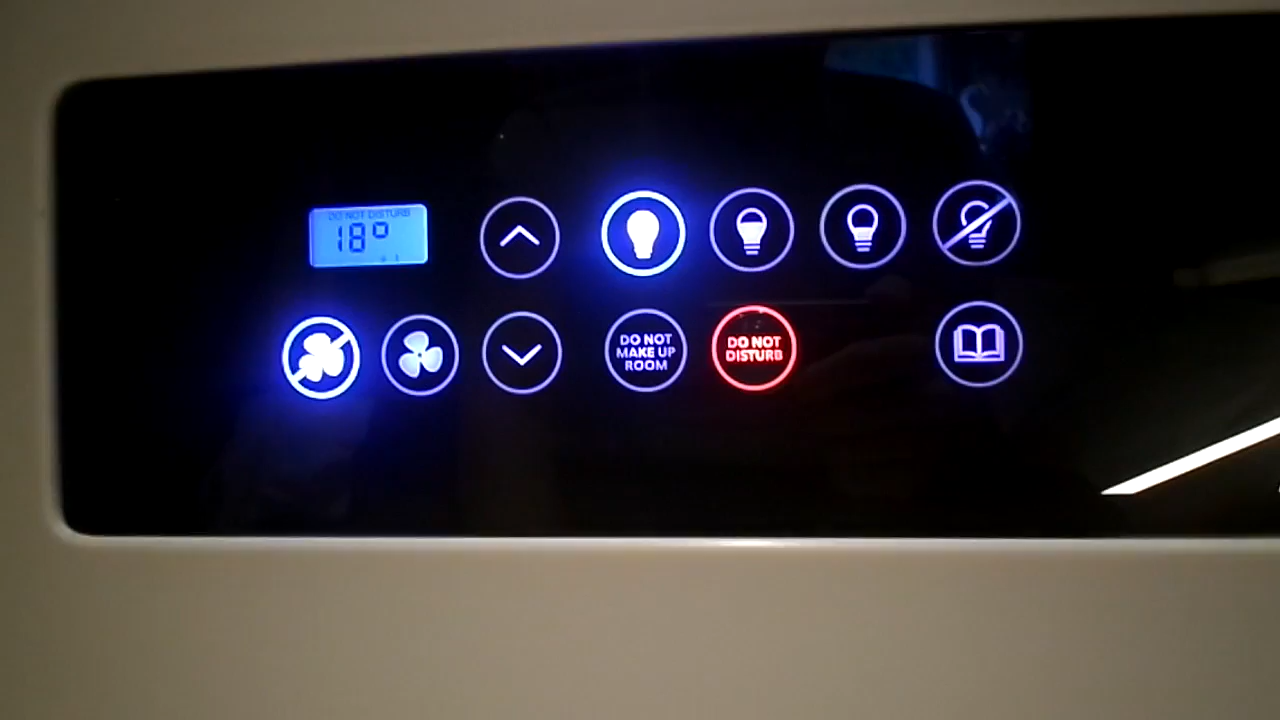 DO NOT DISTURB
18°
DO NOT
MAKE UP
ROOM
DO NOT
DISTURB